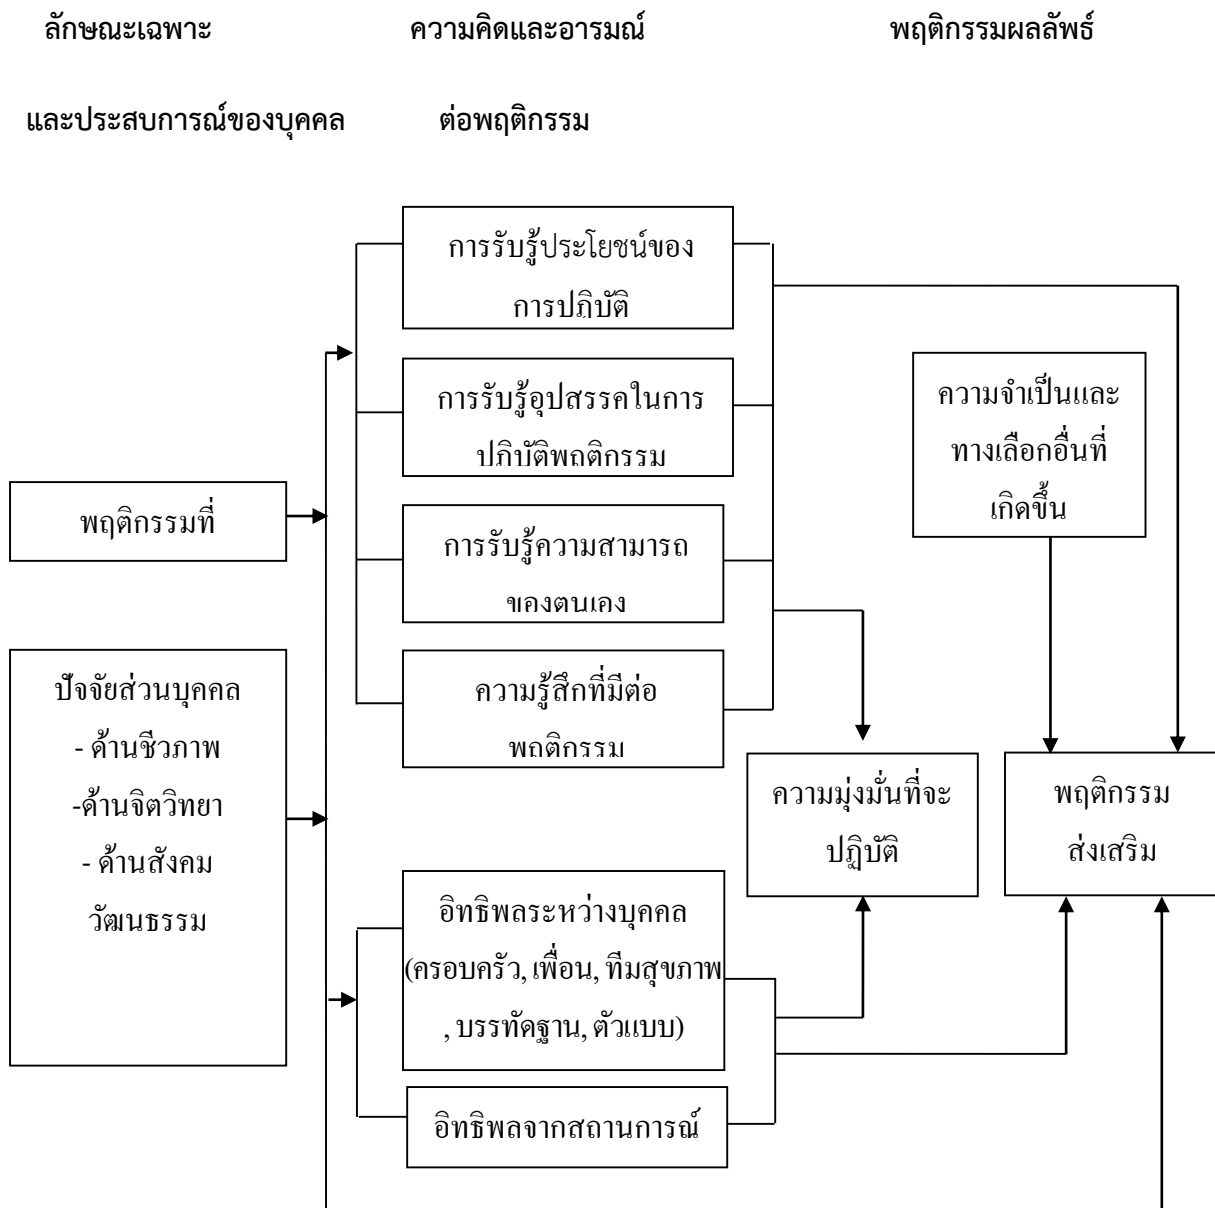 ลักษณะเฉพาะ
และประสบการณ์ของบุคคล
ความคิดและอารมณ์
ต่อพฤติกรรม
พฤติกรรมผลลัพธ์
พฤติกรรมที่
ปัจจัยส่วนบุคคล
- ด้านชีวภาพ
-ด้านจิตวิทยา
- ด้านสังคม
วัฒนธรรม
การรับรู้ประโยชน์ของ
การปฏิบัติ
การรับรู้อุปสรรคในการ
ปฏิบัติพฤติกรรม
การรับรู้ความสามารถ
ของตนเอง
ความรู้สึกที่มีต่อ
พฤติกรรม
อิทธิพลระหว่างบุคคล
(ครอบครัว, เพื่อน, ทีมสุขภาพ
, บรรทัดฐาน, ตัวแบบ)
อิทธิพลจากสถานการณ์
ความจำเป็นและ
ทางเลือกอื่นที่
เกิดขึ้น
ความมุ่งมั่นที่จะ
ปฏิบัติ
พฤติกรรม
ส่งเสริม